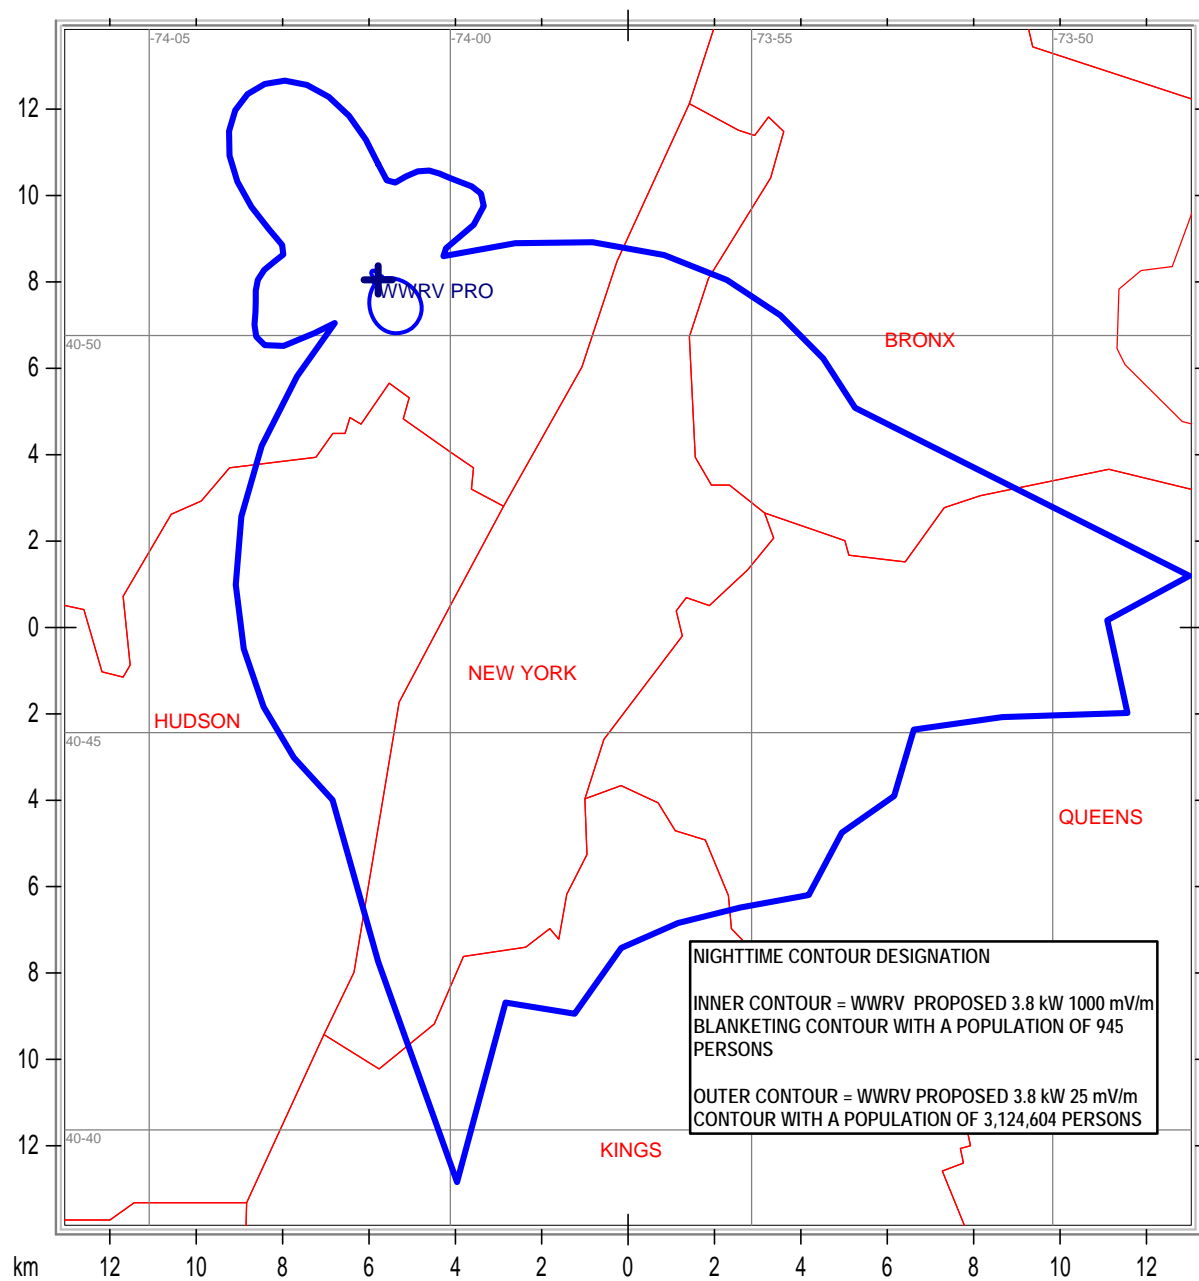 -74-05
-74-00
-73-55
-73-50
12
10
8
WWRV PRO
40-50
BRONX
6
4
2
0
NEW YORK
HUDSON
2
40-45
4
QUEENS
6
8
NIGHTTIME CONTOUR DESIGNATION
INNER CONTOUR = WWRV PROPOSED 3.8 kW 1000 mV/m
BLANKETING CONTOUR WITH A POPULATION OF 945
PERSONS
OUTER CONTOUR = WWRV PROPOSED 3.8 kW 25 mV/m
CONTOUR WITH A POPULATION OF 3,124,604 PERSONS
10
40-40
12
KINGS
km 12 10 8 6 4 2 0 2 4 6 8 10 12